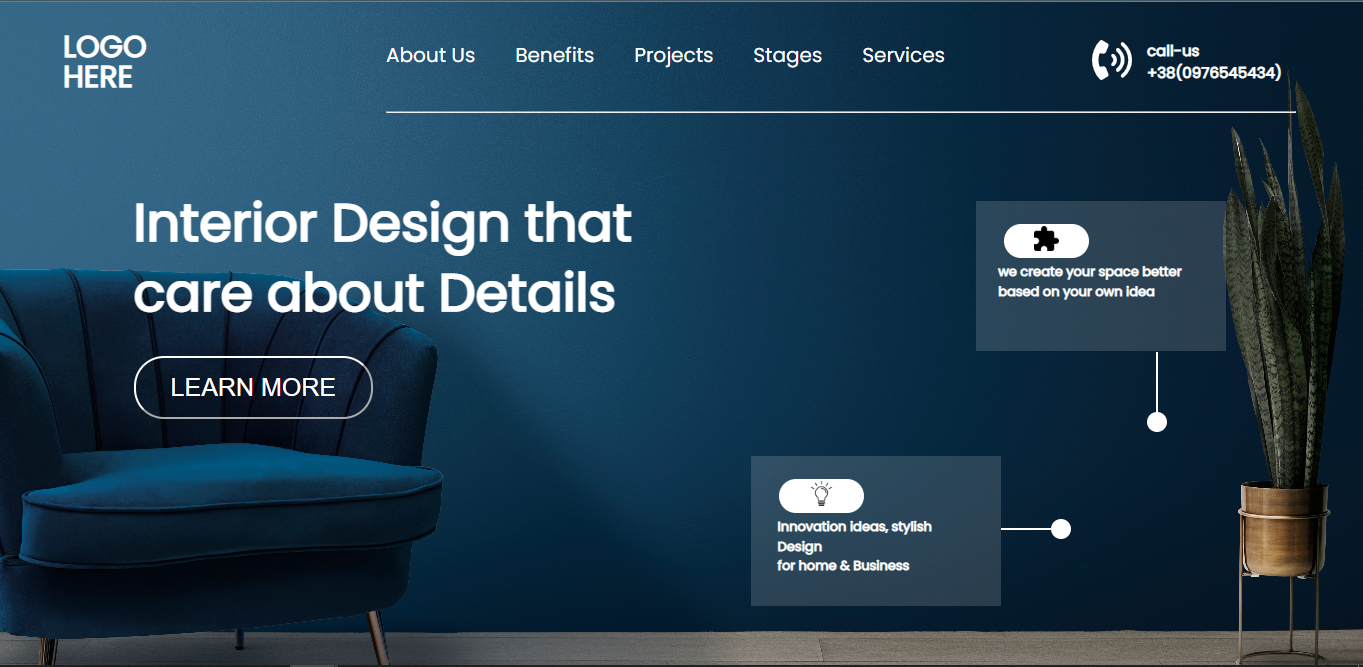 LOGO
HERE
About Us
Benefits
Projects
Stages
Services
call-us
+38(0976545434)
Interior Design that
care about Details
LEARN MORE
we create your space better
based on your own idea
Innovation ideas, stylish
Design
for home & Business